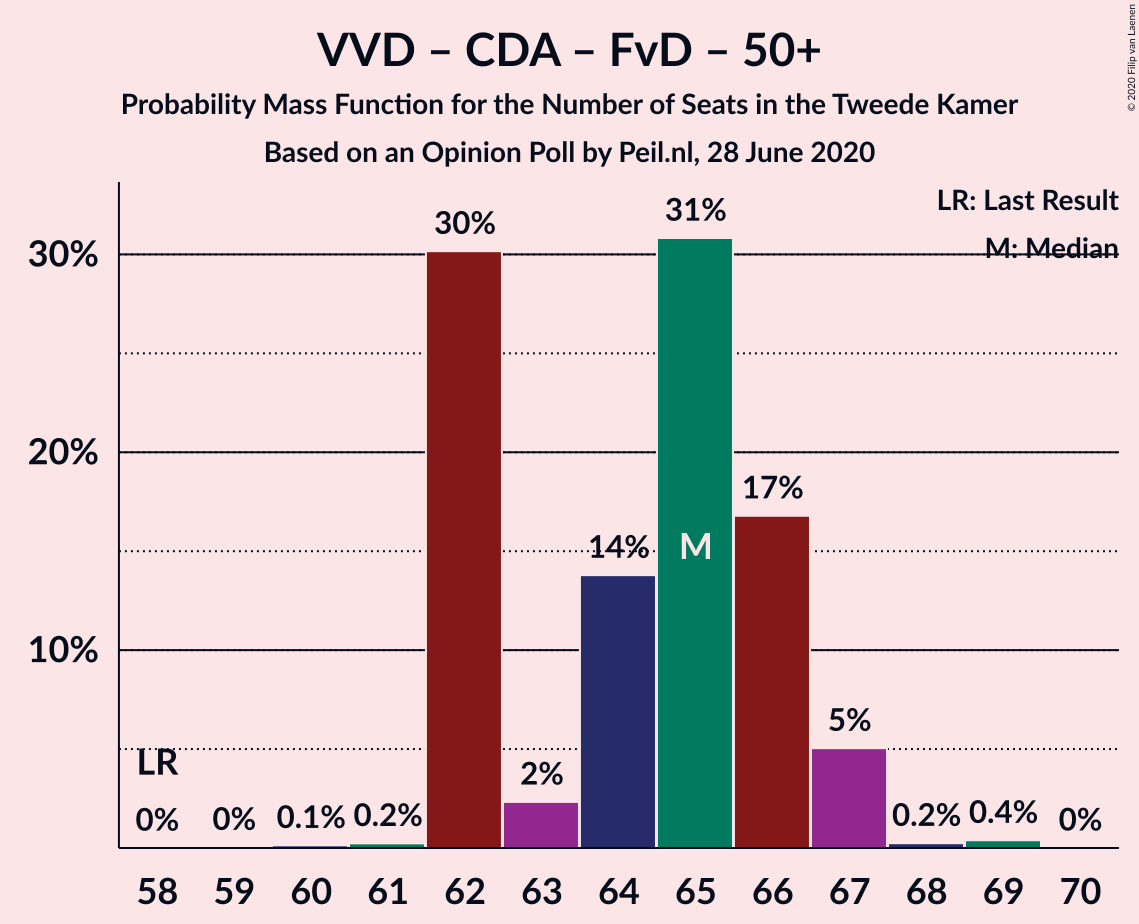 VVD – CDA – FvD – 50+
Probability Mass Function for the Number of Seats in the Tweede Kamer
Based on an Opinion Poll by Peil.nl, 28 June 2020
© 2020 Filip van Laenen
LR: Last Result
M: Median
30%
20%
10%
LR
0% 0% 0.1% 0.2% 30% 2% 14% 31% 17% 5% 0.2% 0.4% 0%
M
58 59 60 61 62 63 64 65 66 67 68 69 70